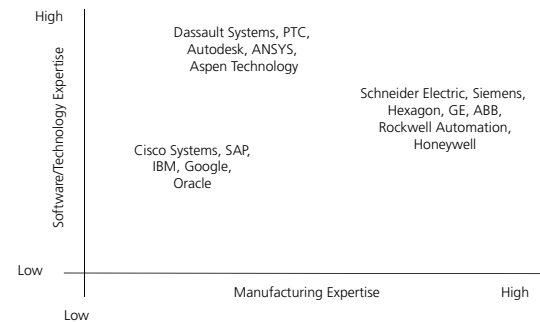 High
Dassault Systems, PTC,
Autodesk, ANSYS,
Aspen Technology
Schneider Electric, Siemens,
Hexagon, GE, ABB,
Rockwell Automation,
Honeywell
Software/Technology Expertise
Cisco Systems, SAP,
IBM, Google,
Oracle
Low
Manufacturing Expertise
High
Low